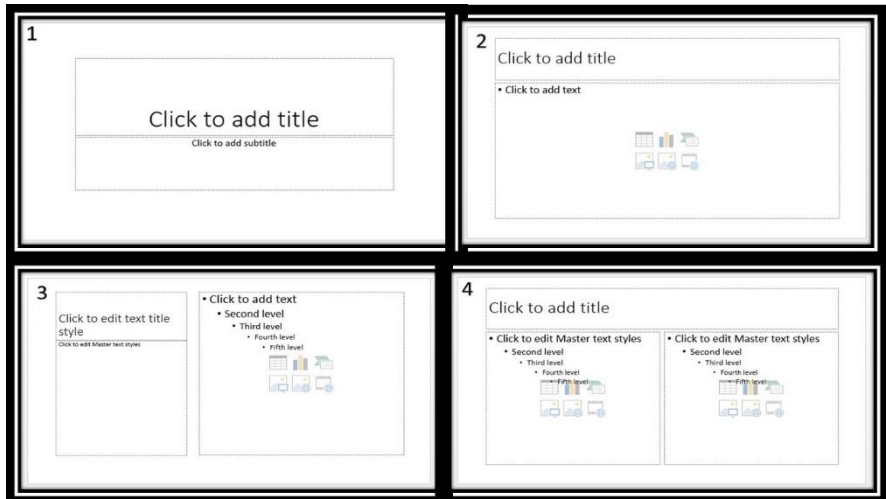 1
Click to add title
Click to add subtitle
2
Click to add title
• Click to add text
3
Click to edit text title
style
Click to edit Master text styles
• Click to add text
• Second level
• Third level
• Fourth level
• Fifth level
4
Click to add title
• Click to edit Master text styles
• Second level
• Third level
• Fourth level
• Fifth level
• Click to edit Master text styles
• Second level
• Third level
• Fourth level
• Fifth level